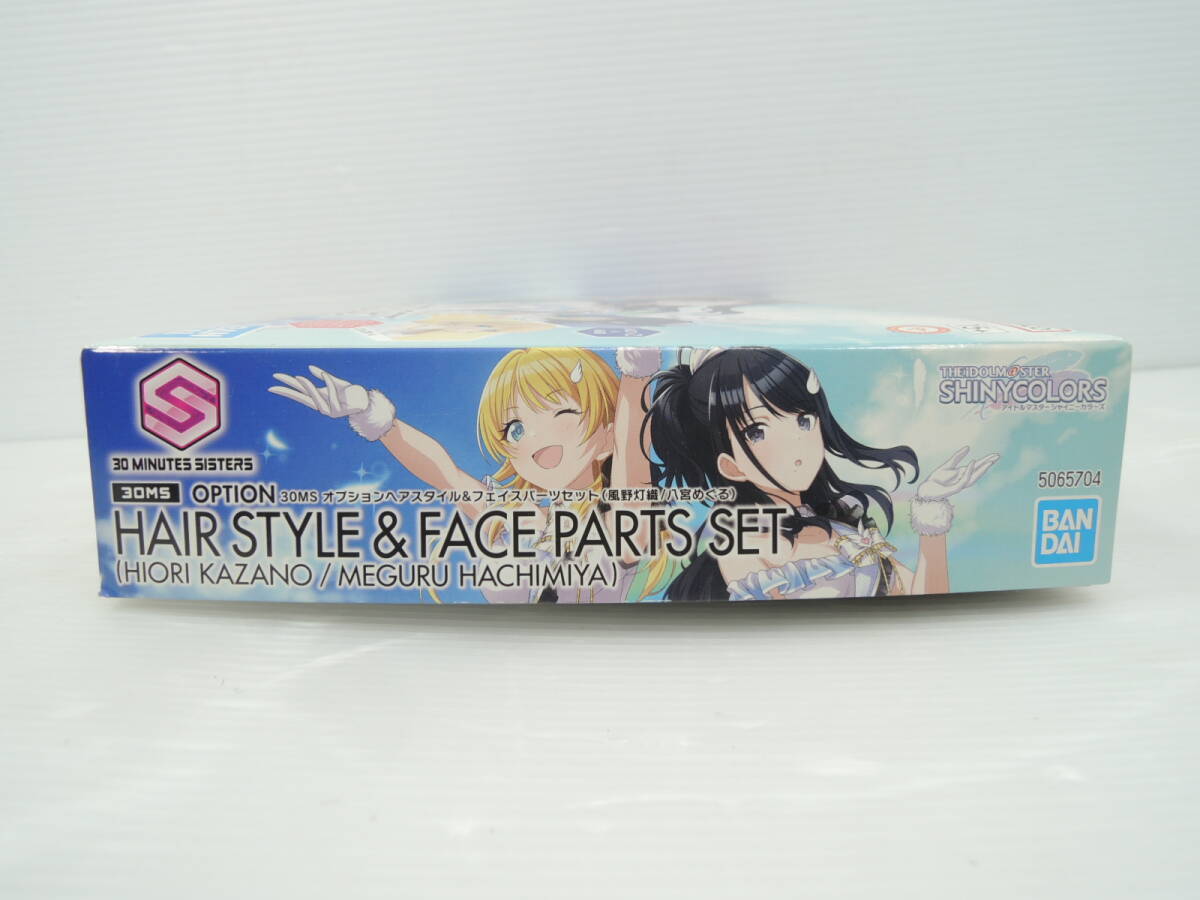 S
30 MINUTES SISTERS
30MS OPTION 30MS オプションヘアスタイル&フェイスパーツセット(風野灯織/八宮めぐる)
HAIR STYLE & FACE PARTS SET
(HIORI KAZANO / MEGURU HACHIMIYA)
THE iDOLM@STER
SHINYCOLORS
アイドルマスターシャイニーカラーズ
5065704
BAN
DAI